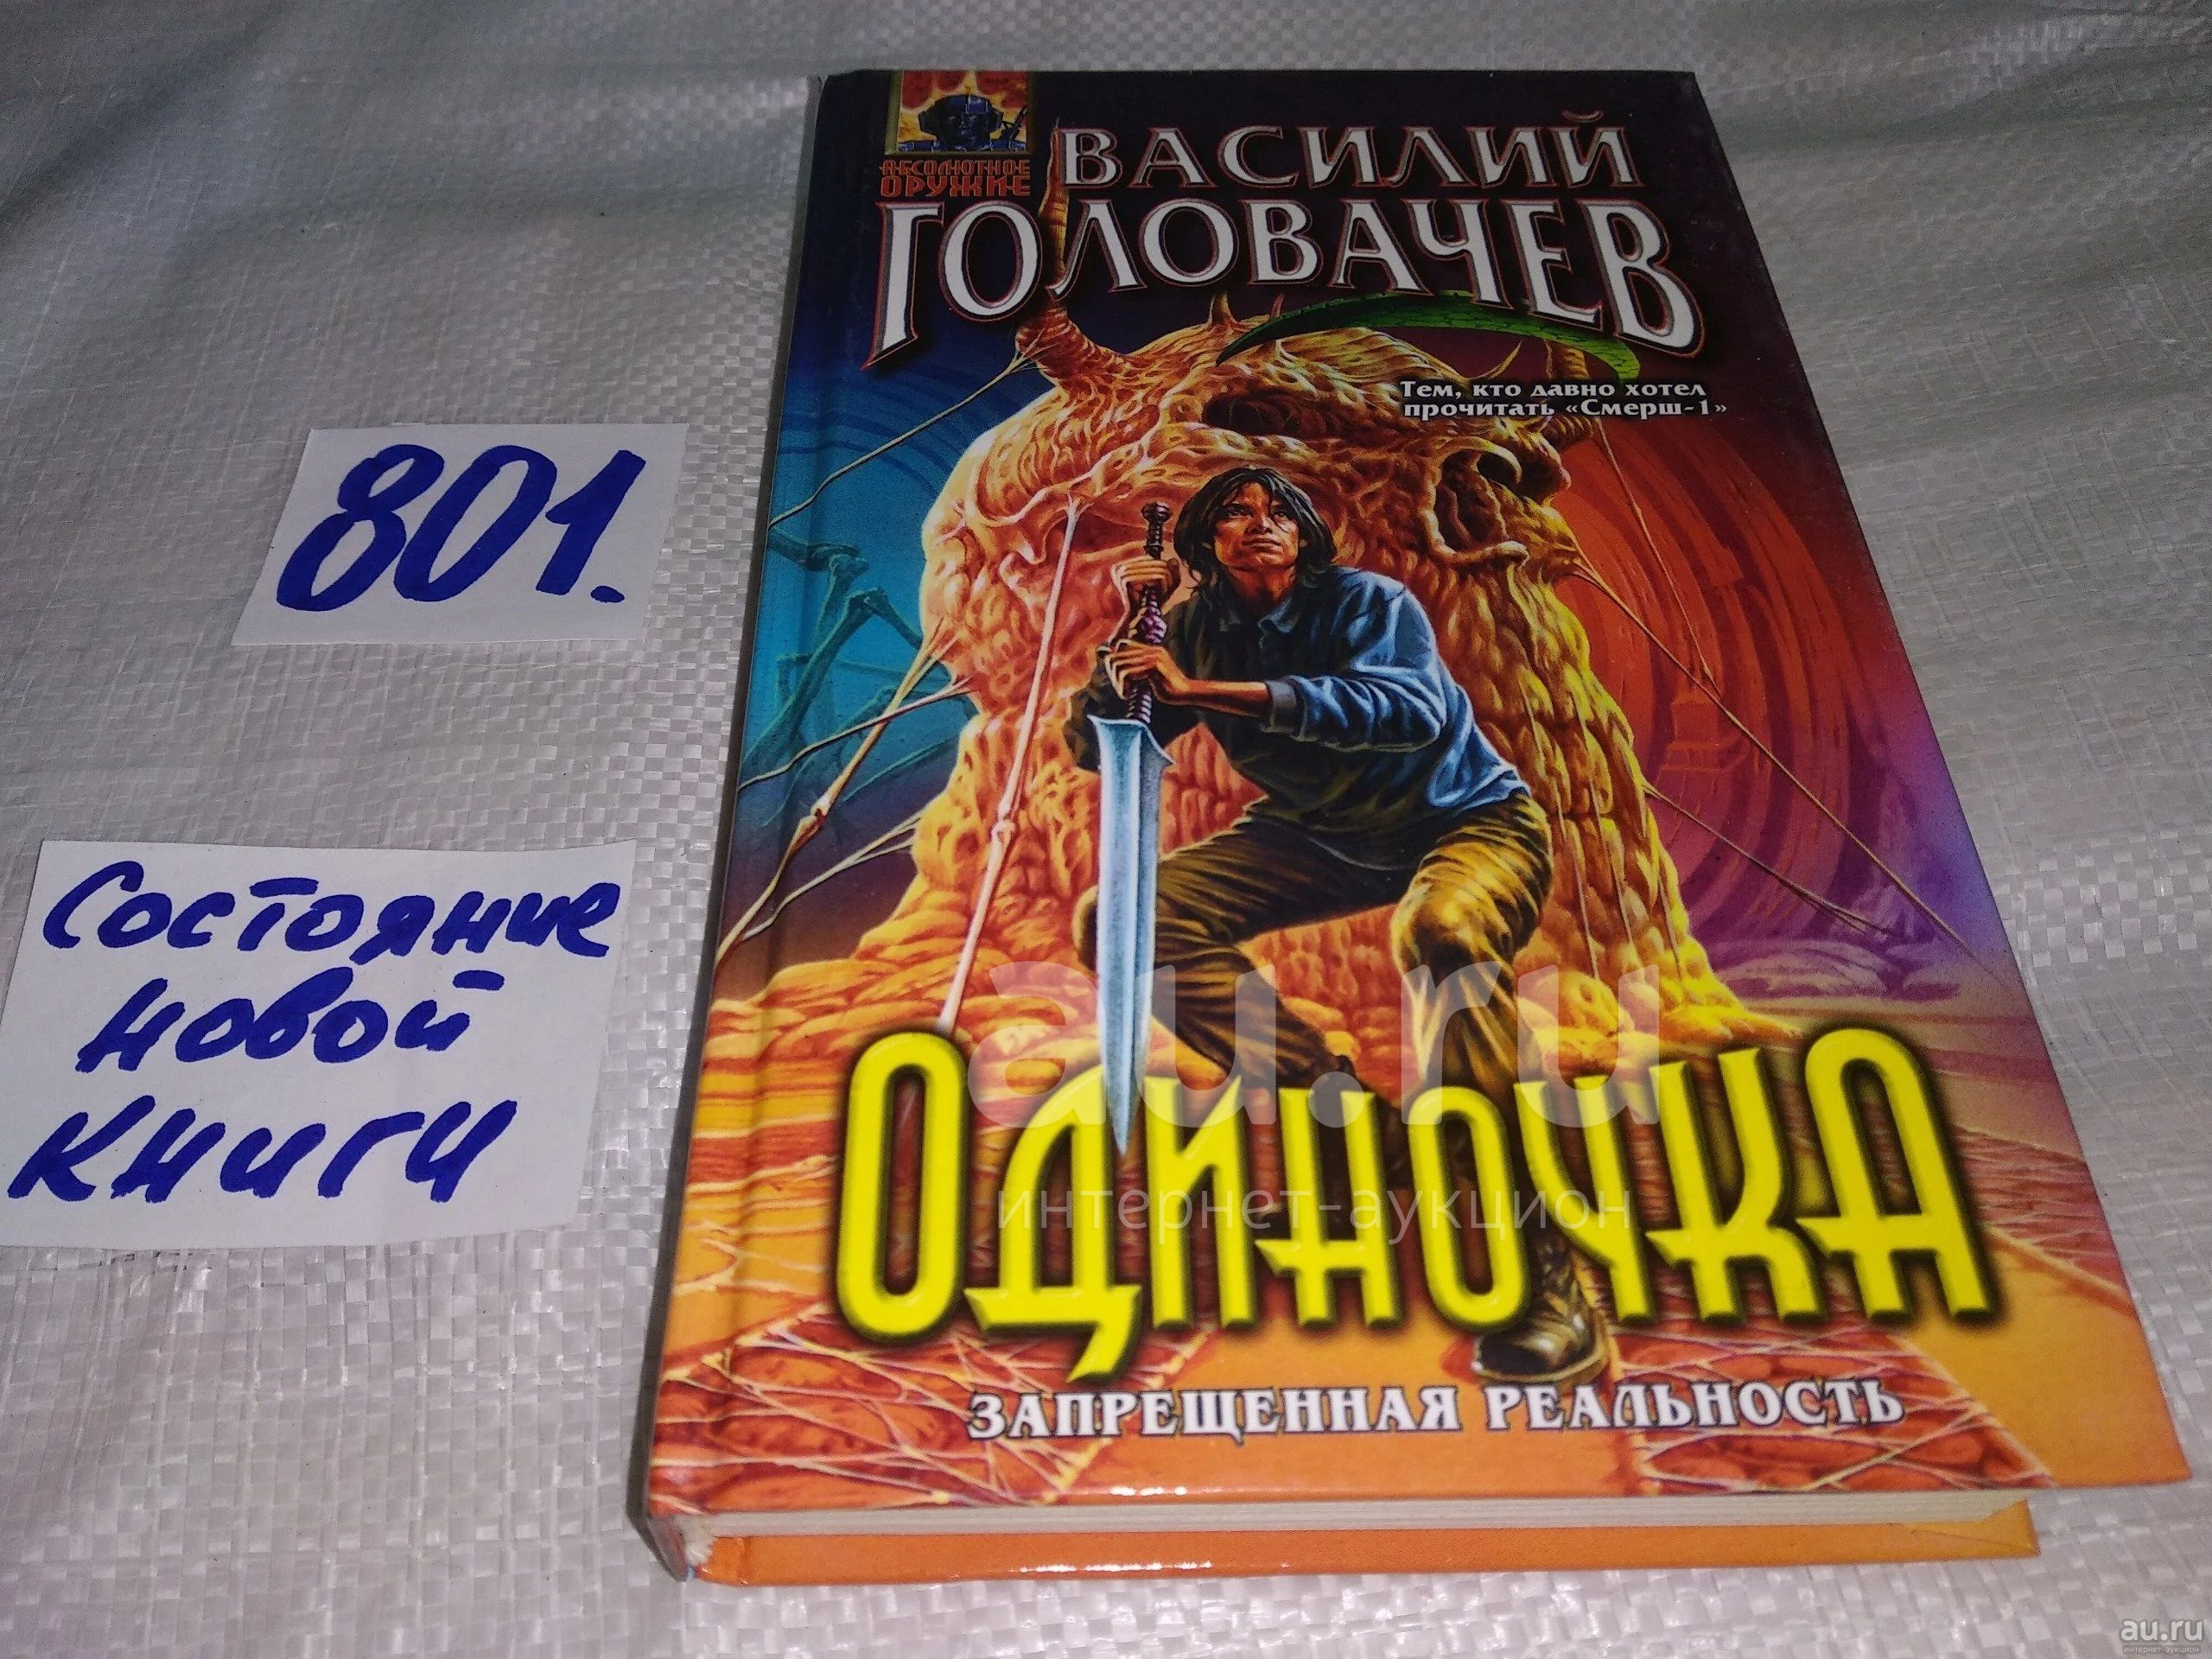 801.
Состояние
новой
книги
АБСОЛЮТНОЕ
ОРУЖИЕ
ВАСИЛИЙ
ГОЛОВАЧЕВ
Тем, кто давно хотел
прочитать «Смерш-1»
au.ru
интернет-аукцион
ОДИНОЧКА
ЗАПРЕЩЕННАЯ РЕАЛЬНОСТЬ
au.ru
интернет-аукцион